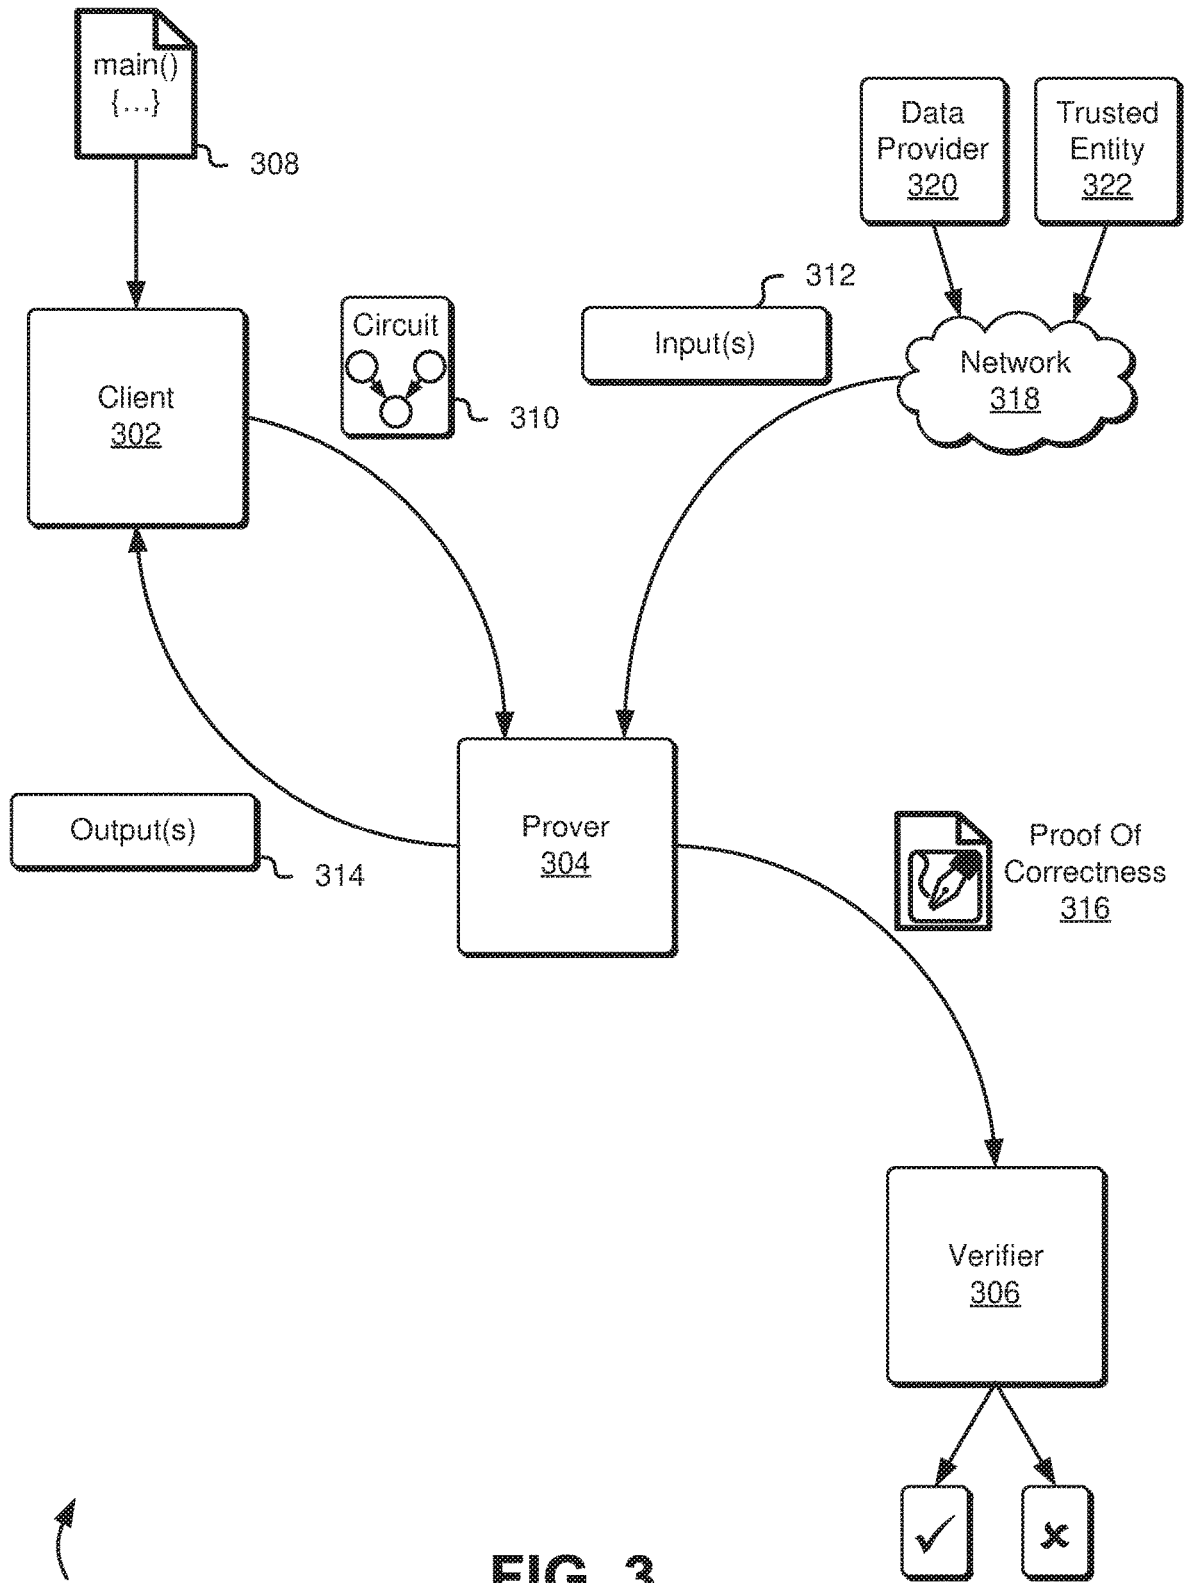 main()
{...}
308
Data
Provider
320
Trusted
Entity
322
312
Input(s)
Circuit
310
Network
318
Client
302
Output(s)
314
Prover
304
Proof Of
Correctness
316
Verifier
306
FIG. 3